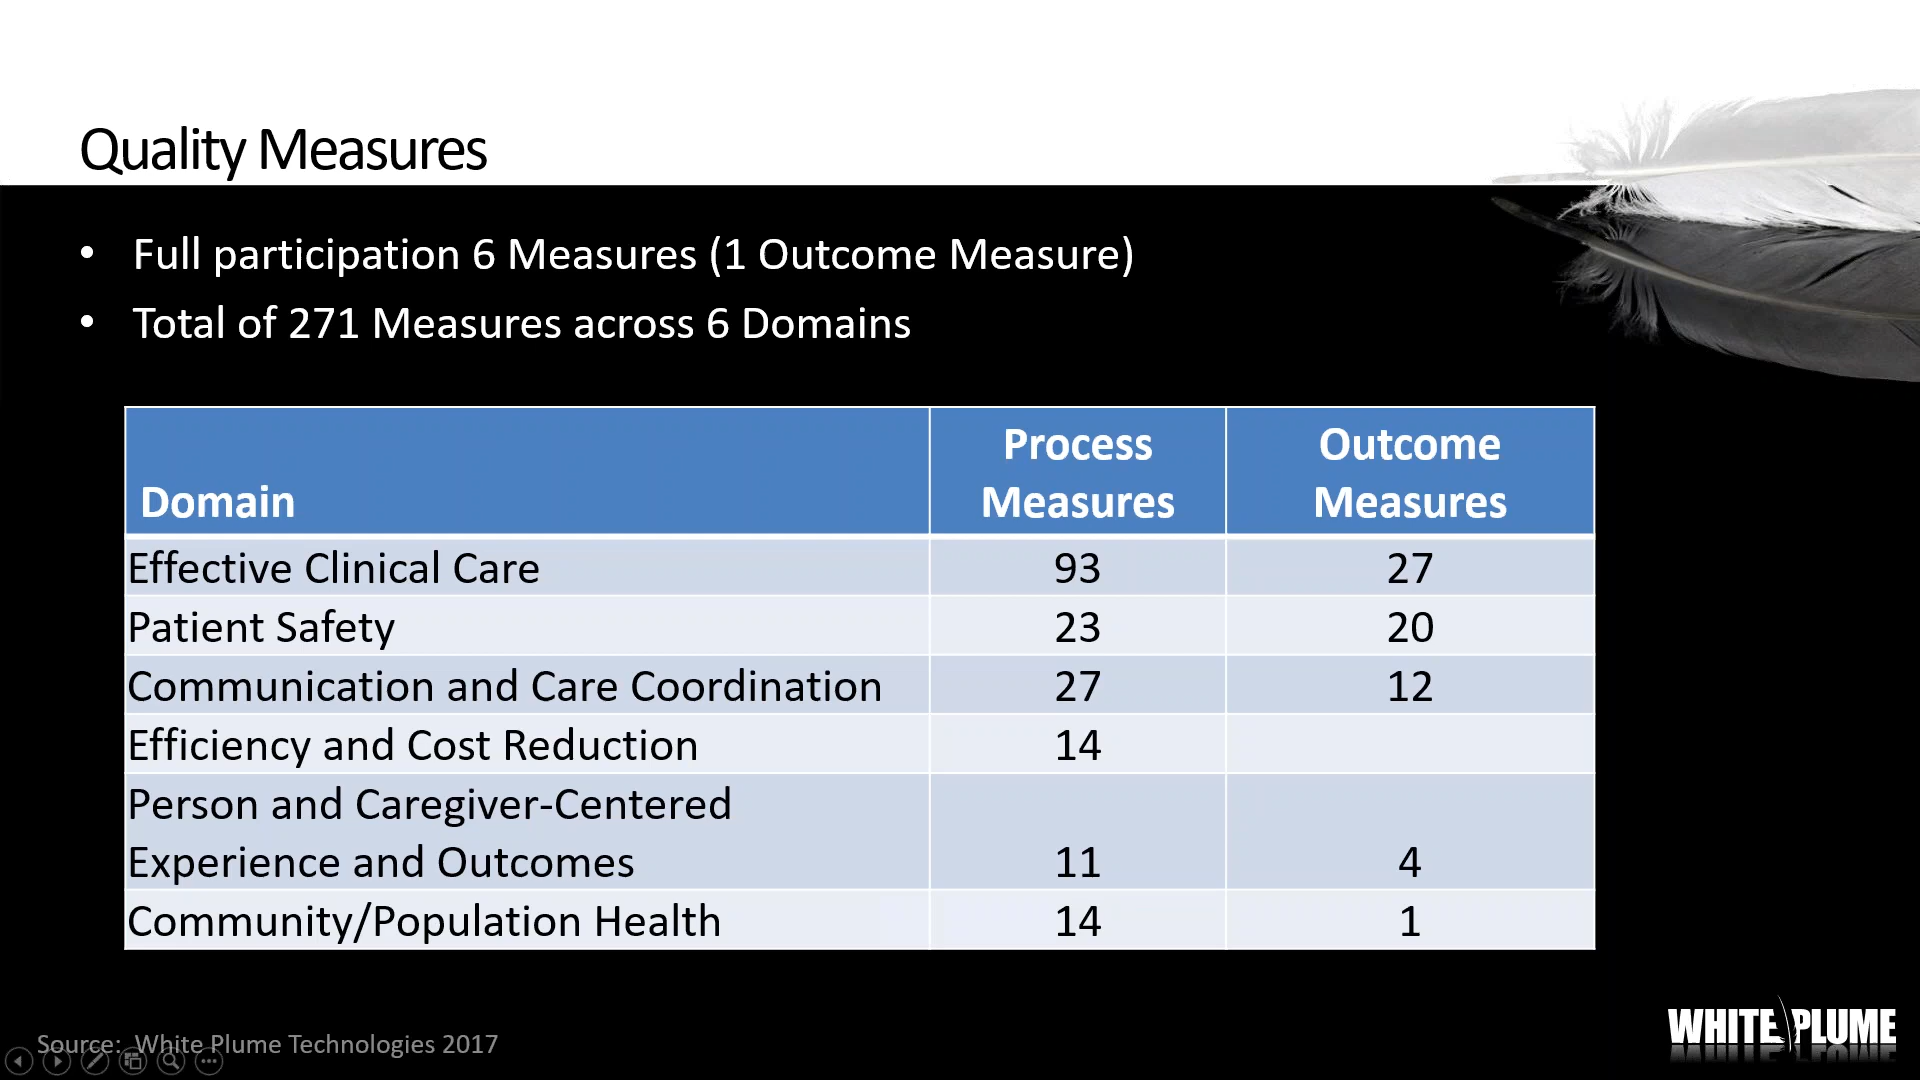 Quality Measures
• Full participation 6 Measures (1 Outcome Measure)
• Total of 271 Measures across 6 Domains
Domain Process Measures Outcome Measures
Effective Clinical Care 93 27
Patient Safety 23 20
Communication and Care Coordination 27 12
Efficiency and Cost Reduction 14
Person and Caregiver-Centered
Experience and Outcomes 11 4
Community/Population Health 14 1
Source: White Plume Technologies 2017
WHITE PLUME